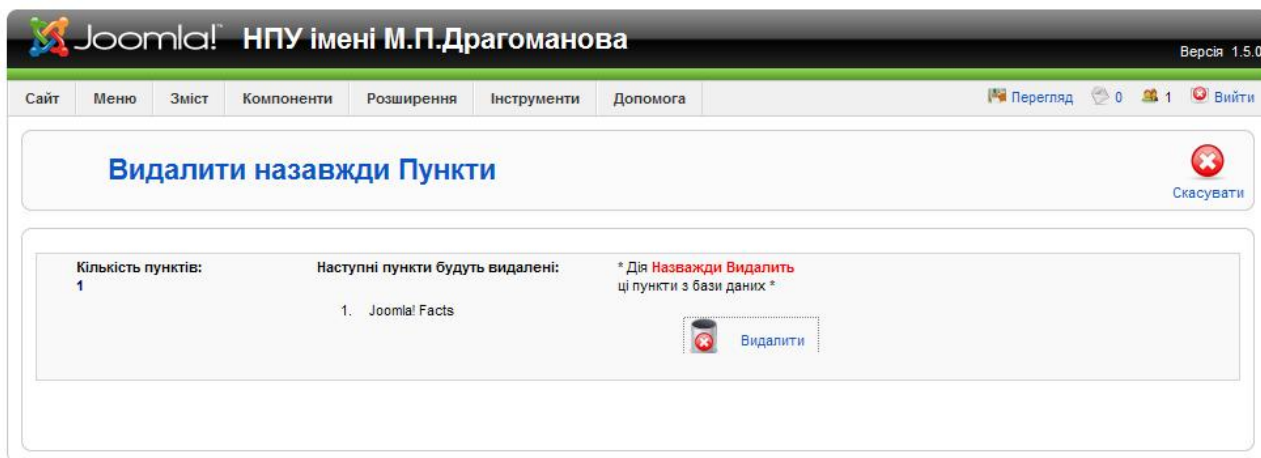 Joomla! НПУ імені М.П.Драгоманова
Версія 1.5.0
Сайт Меню Зміст Компоненти Розширення Інструменти Допомога Перегляд 0 1 Вийти
Видалити назавжди Пункти
Скасувати
Кількість пунктів:
1
Наступні пункти будуть видалені:
1. Joomla! Facts
* Дія Назважди Видалить
ці пункти з бази даних *
Видалити